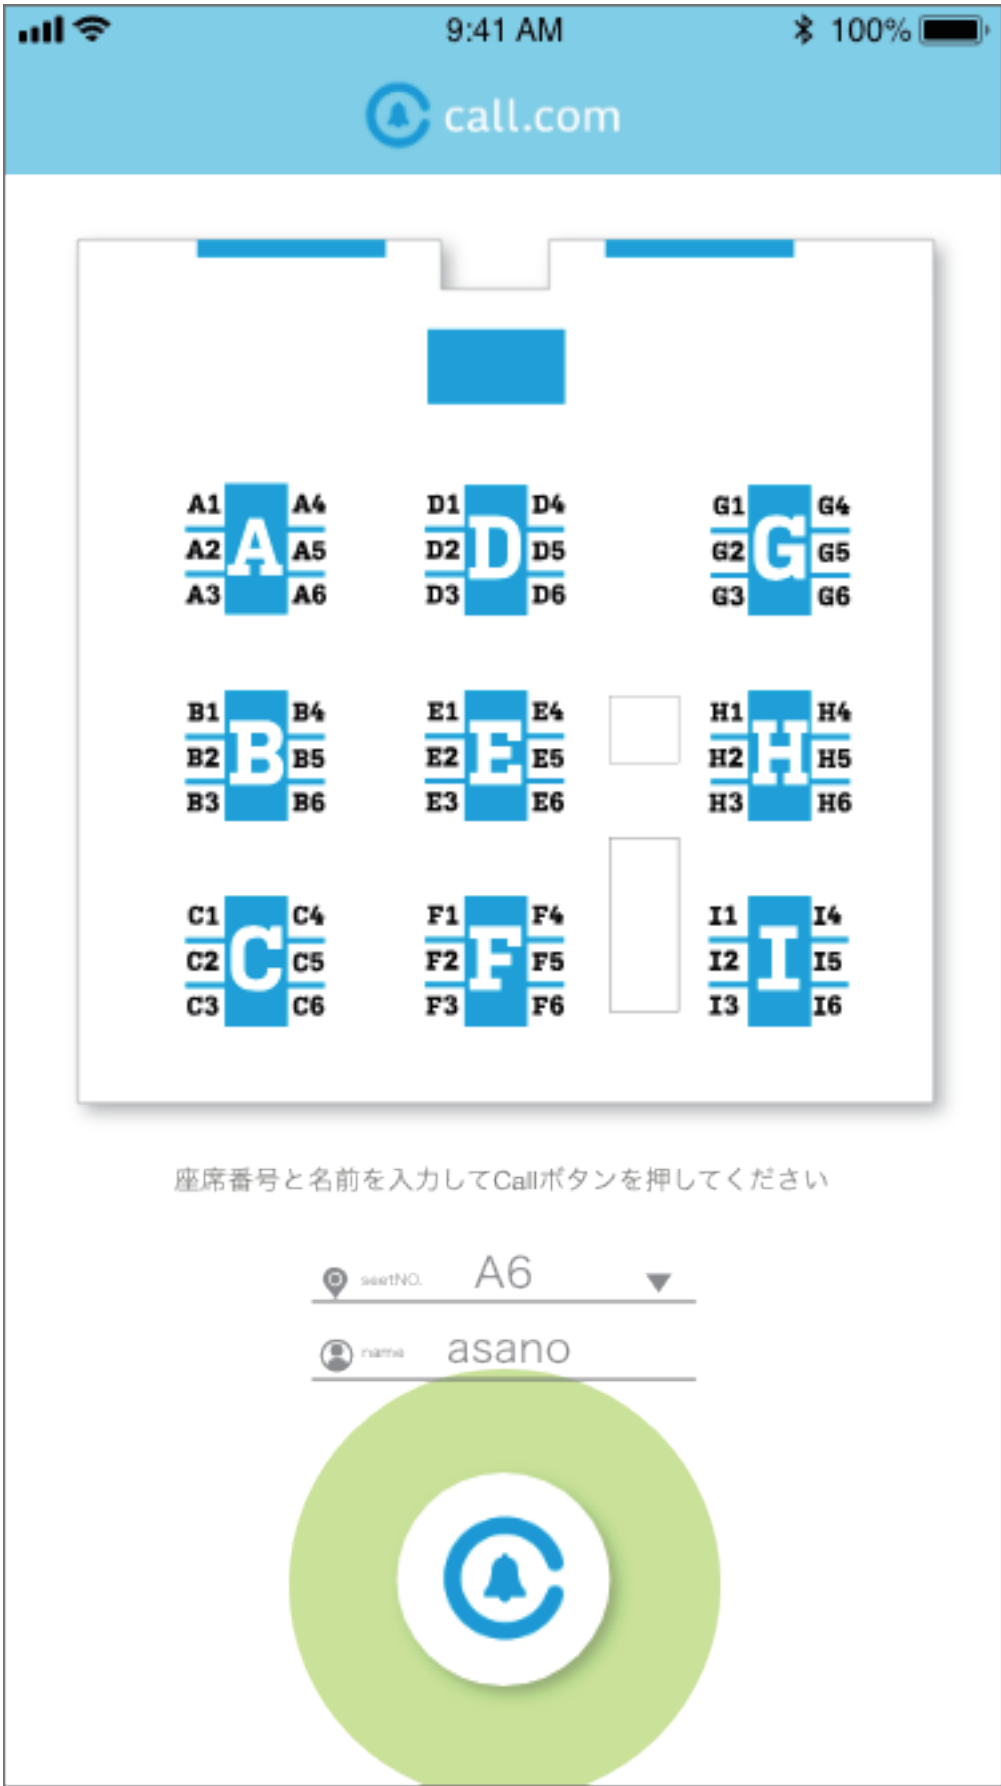 9:41 AM 100%
call.com
A1 A A4 D1 D D4 G1 G G4
A2 A5 D2 D5 G2 G5
A3 A6 D3 D6 G3 G6
B1 B B4 E1 E E4 H1 H H4
B2 B5 E2 E5 H2 H5
B3 B6 E3 E6 H3 H6
C1 C C4 F1 F F4 I1 I I4
C2 C5 F2 F5 I2 I5
C3 C6 F3 F6 I3 I6
座席番号と名前を入力してCallボタンを押してください
seetNO. A6
name asano